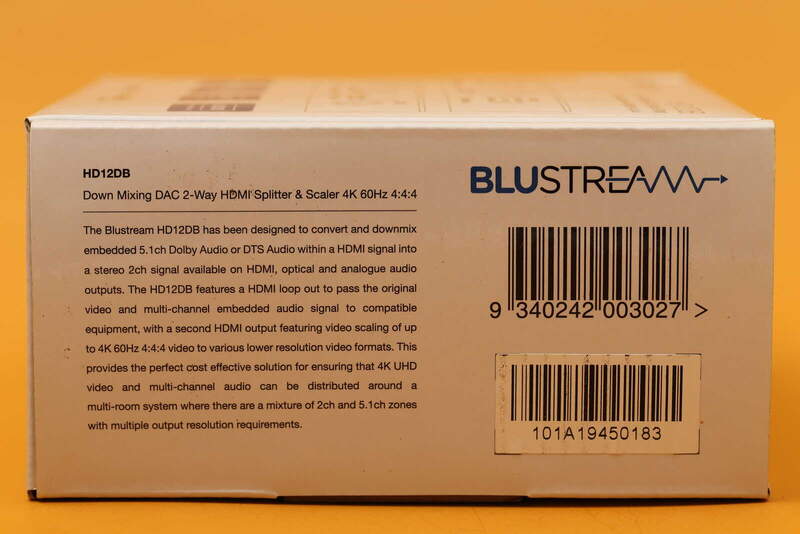 HD12DB
Down Mixing DAC 2-Way HDMI Splitter & Scaler 4K 60Hz 4:4:4
The Blustream HD12DB has been designed to convert and downmix
embedded 5.1ch Dolby Audio or DTS Audio within a HDMI signal into
a stereo 2ch signal available on HDMI, optical and analogue audio
outputs. The HD12DB features a HDMI loop out to pass the original
video and multi-channel embedded audio signal to compatible
equipment, with a second HDMI output featuring video scaling of up
to 4K 60Hz 4:4:4 video to various lower resolution video formats. This
provides the perfect cost effective solution for ensuring that 4K UHD
video and multi-channel audio can be distributed around a
multi-room system where there are a mixture of 2ch and 5.1ch zones
with multiple output resolution requirements.
BLUSTREAM
9 340242 003027 >
101A19450183